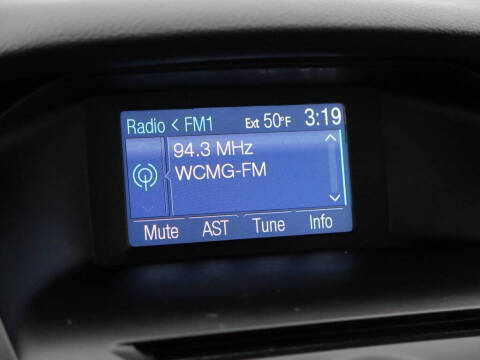 Radio < FM1 Ext 50°F 3:19
94.3 MHz
WCMG-FM
Mute AST Tune Info